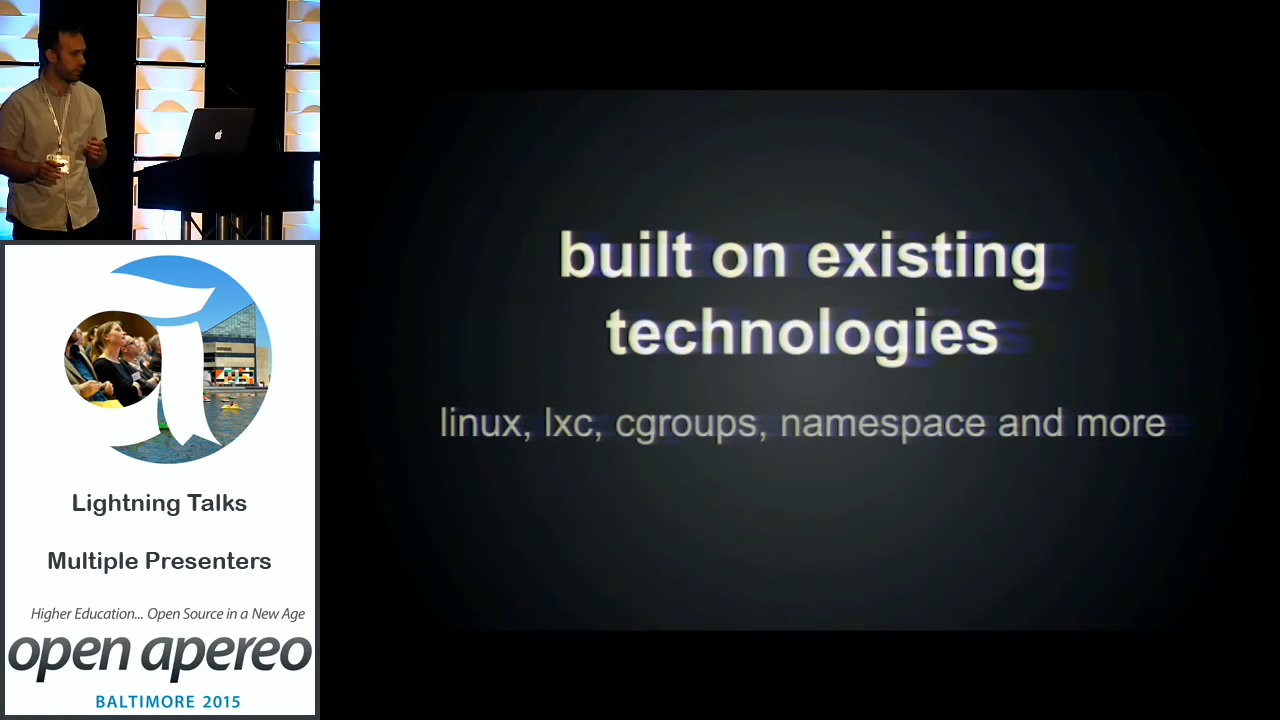 built on existing
technologies
linux, lxc, cgroups, namespace and more
Lightning Talks
Multiple Presenters
Higher Education... Open Source in a New Age
open apereo
BALTIMORE 2015